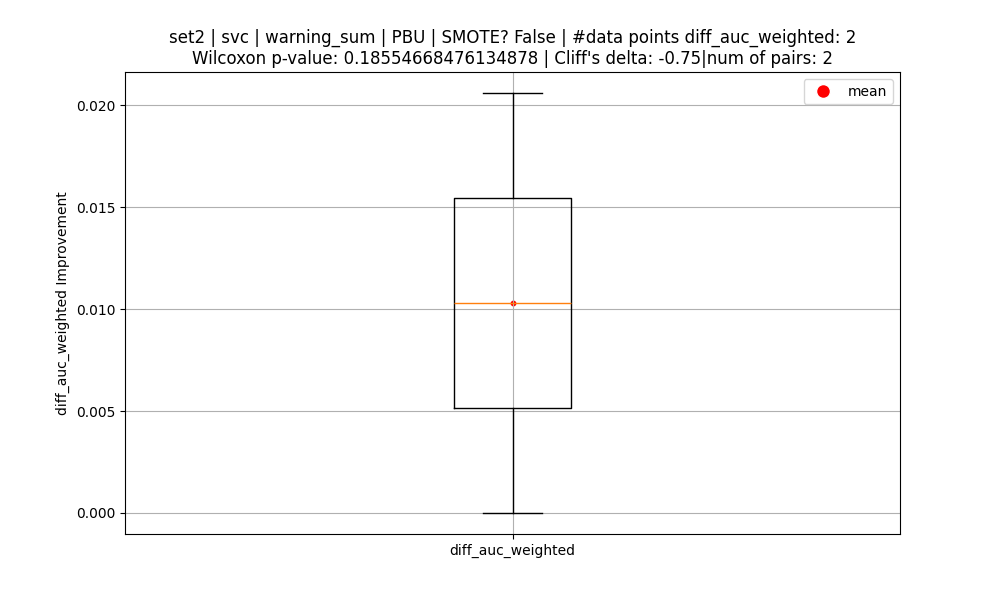 set2 | svc | warning_sum | PBU | SMOTE? False | #data points diff_auc_weighted: 2
Wilcoxon p-value: 0.18554668476134878 | Cliff's delta: -0.75|num of pairs: 2
mean
0.020
0.015
0.010
0.005
0.000
diff_auc_weighted Improvement
diff_auc_weighted